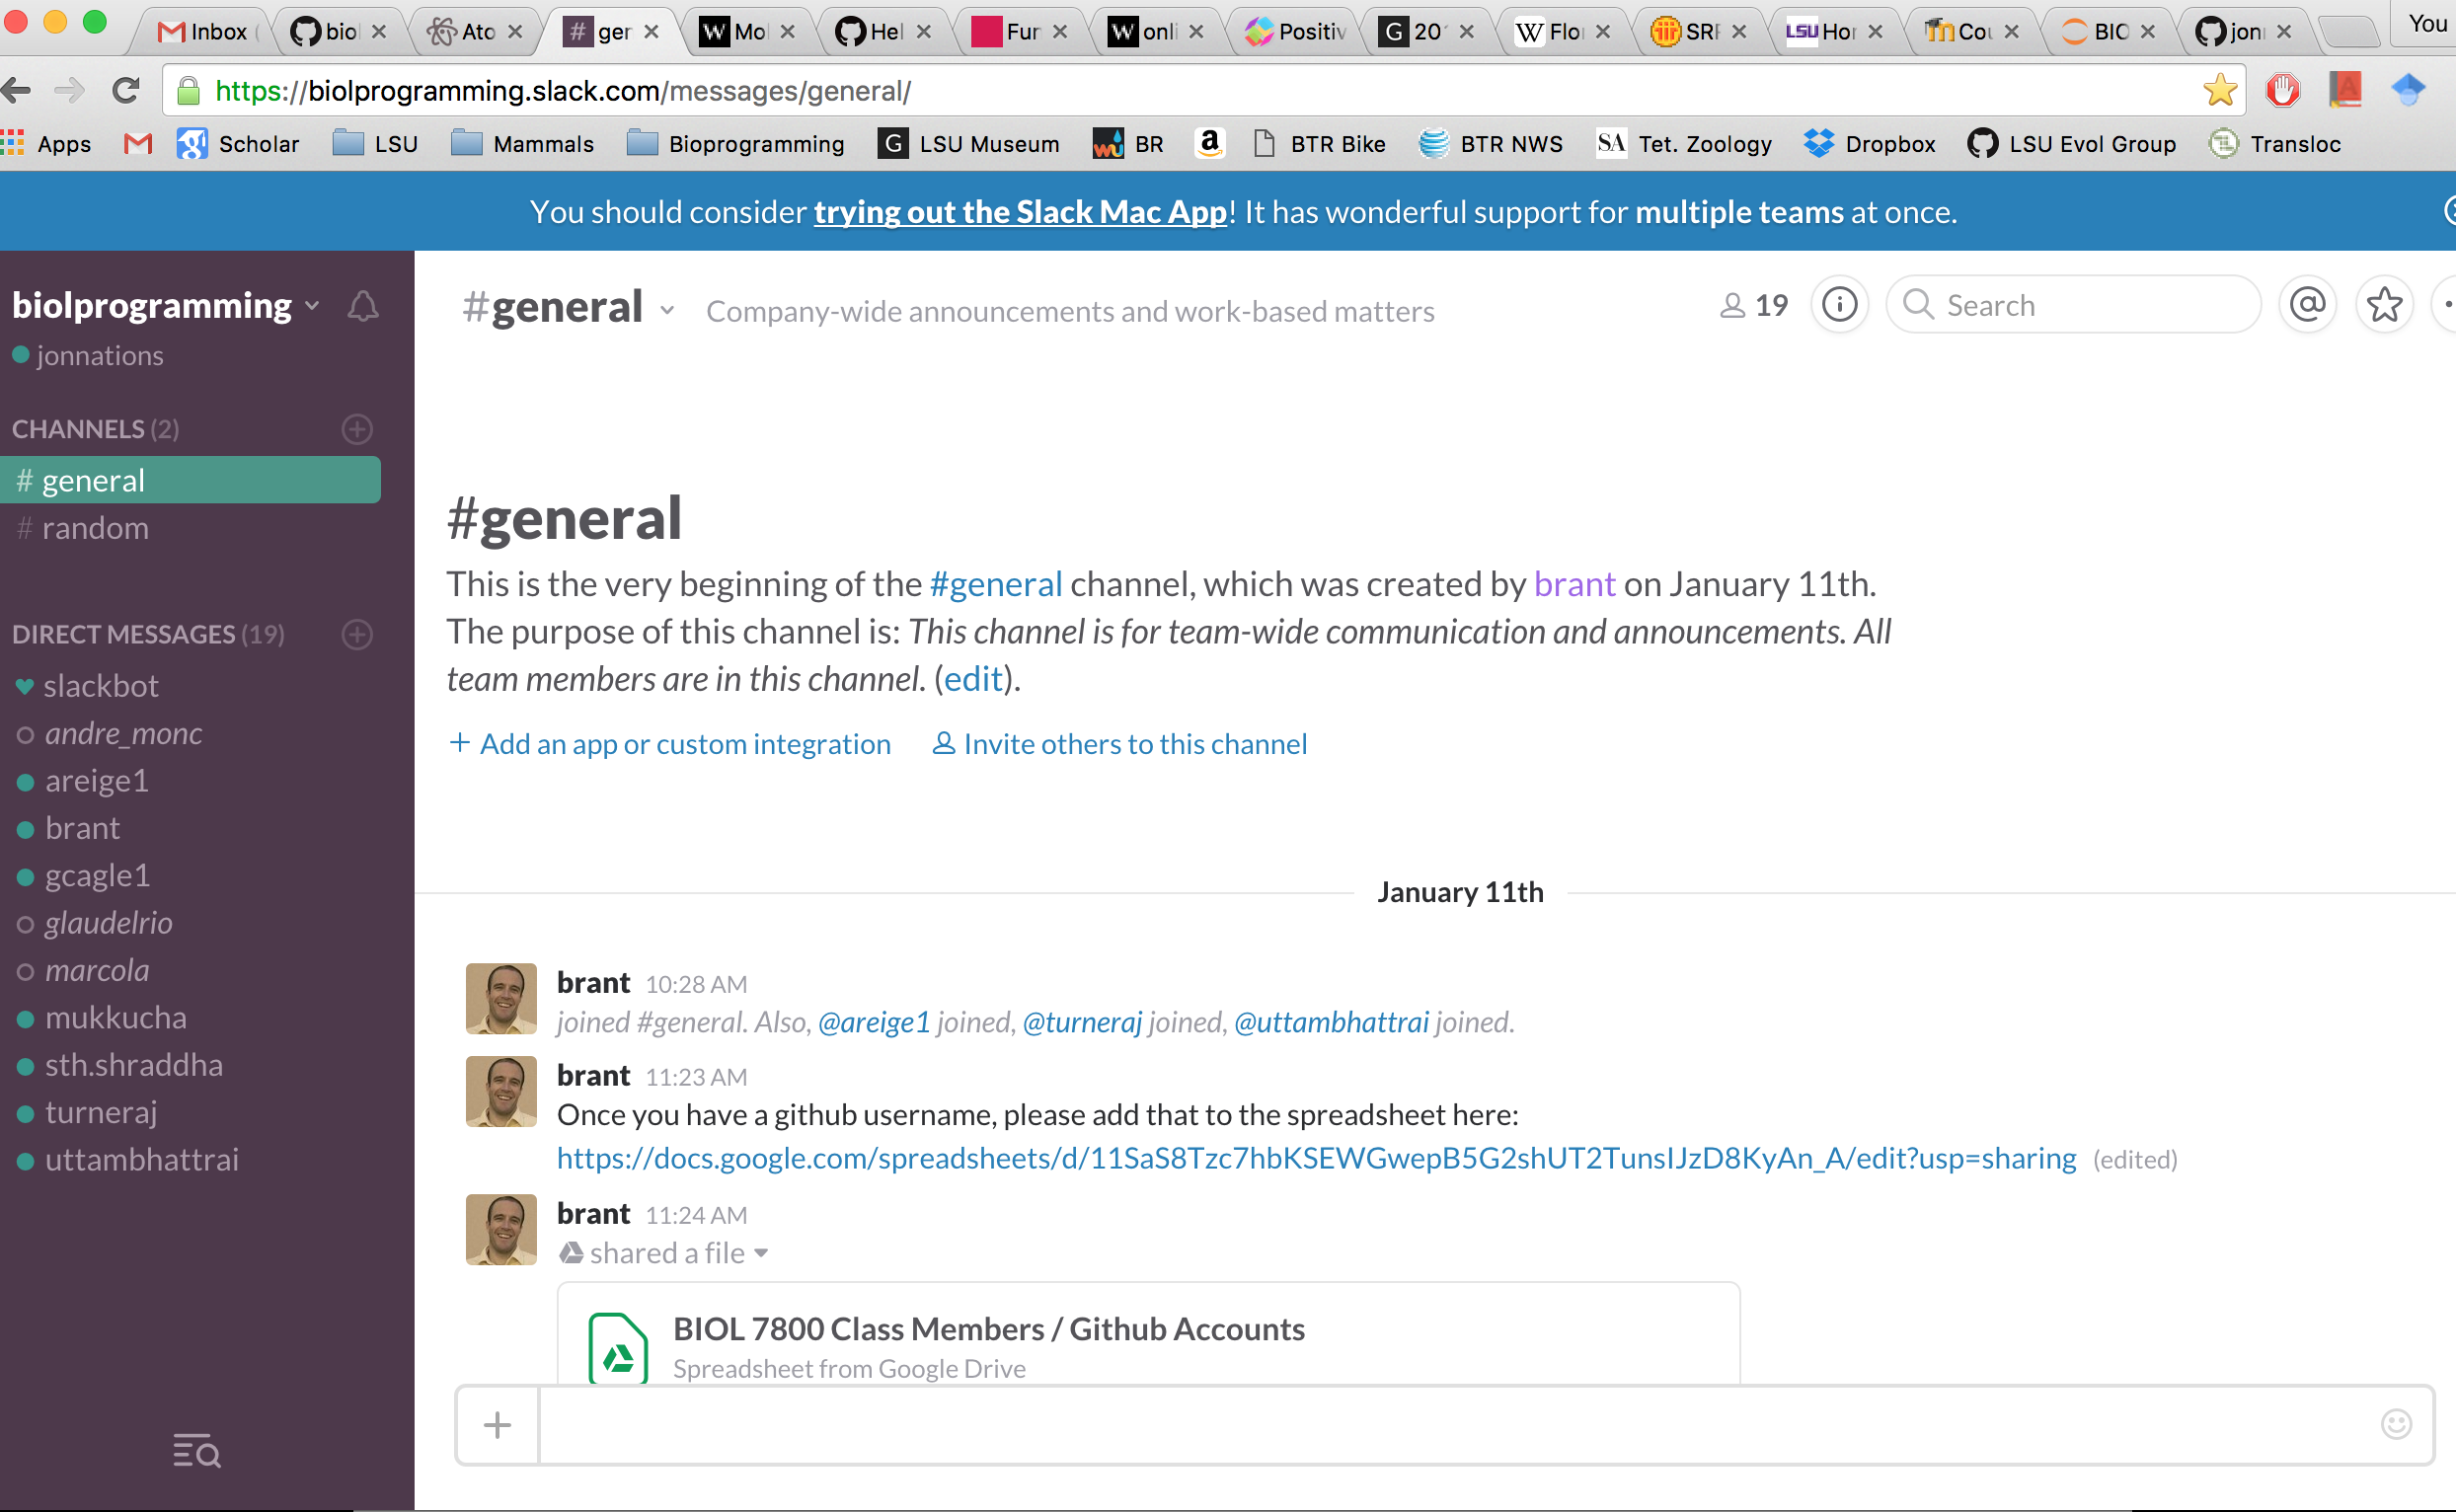 Inbox
biol
Ato
# ger
Mol
Hel
Fur
onli
Positiv
G 20
W Flo
SRF
LSU Hor
Cou
BIO
jon
You
https://biolprogramming.slack.com/messages/general/
Apps
Scholar
LSU
Mammals
Bioprogramming
G LSU Museum
BR
BTR Bike
BTR NWS
SA Tet. Zoology
Dropbox
LSU Evol Group
Transloc
You should consider trying out the Slack Mac App! It has wonderful support for multiple teams at once.
biolprogramming
jonnations
CHANNELS (2)
# general
# random
DIRECT MESSAGES (19)
slackbot
andre_monc
areige1
brant
gcagle1
glaudelrio
marcola
mukkucha
sth.shraddha
turneraj
uttambhattrai
#general
Company-wide announcements and work-based matters
19
Search
#general
This is the very beginning of the #general channel, which was created by brant on January 11th.
The purpose of this channel is: This channel is for team-wide communication and announcements. All
team members are in this channel. (edit).
+ Add an app or custom integration
Invite others to this channel
January 11th
brant 10:28 AM
joined #general. Also, @areige1 joined, @turneraj joined, @uttambhattrai joined.
brant 11:23 AM
Once you have a github username, please add that to the spreadsheet here:
https://docs.google.com/spreadsheets/d/11SaS8Tzc7hbKSEWGwepB5G2shUT2TunsIJzD8KyAn_A/edit?usp=sharing (edited)
brant 11:24 AM
shared a file
BIOL 7800 Class Members / Github Accounts
Spreadsheet from Google Drive